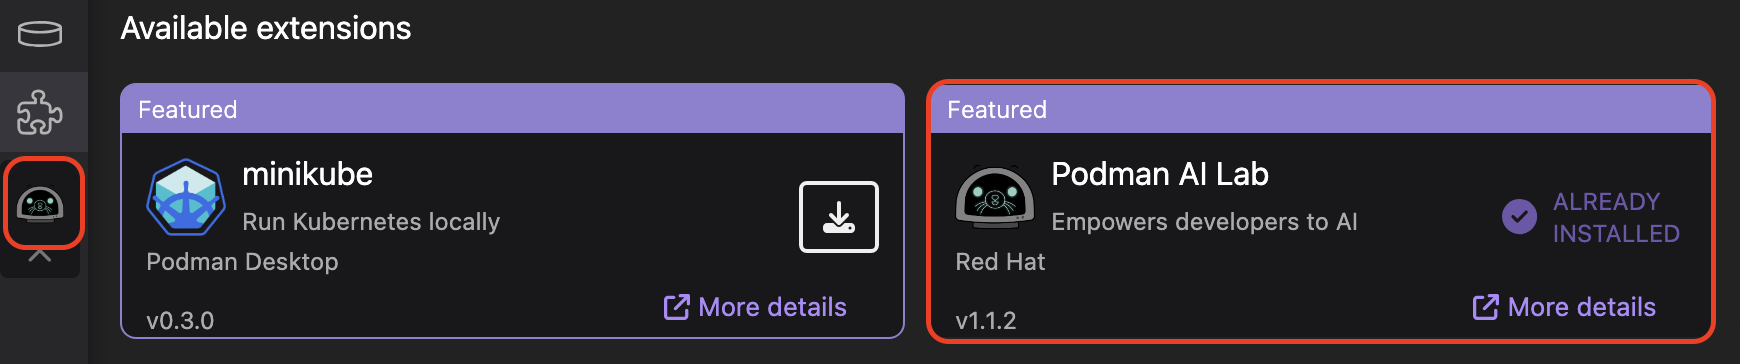 Available extensions
Featured
minikube
Run Kubernetes locally
Podman Desktop
v0.3.0
More details
Featured
Podman AI Lab
Empowers developers to AI
Red Hat
ALREADY
INSTALLED
v1.1.2
More details